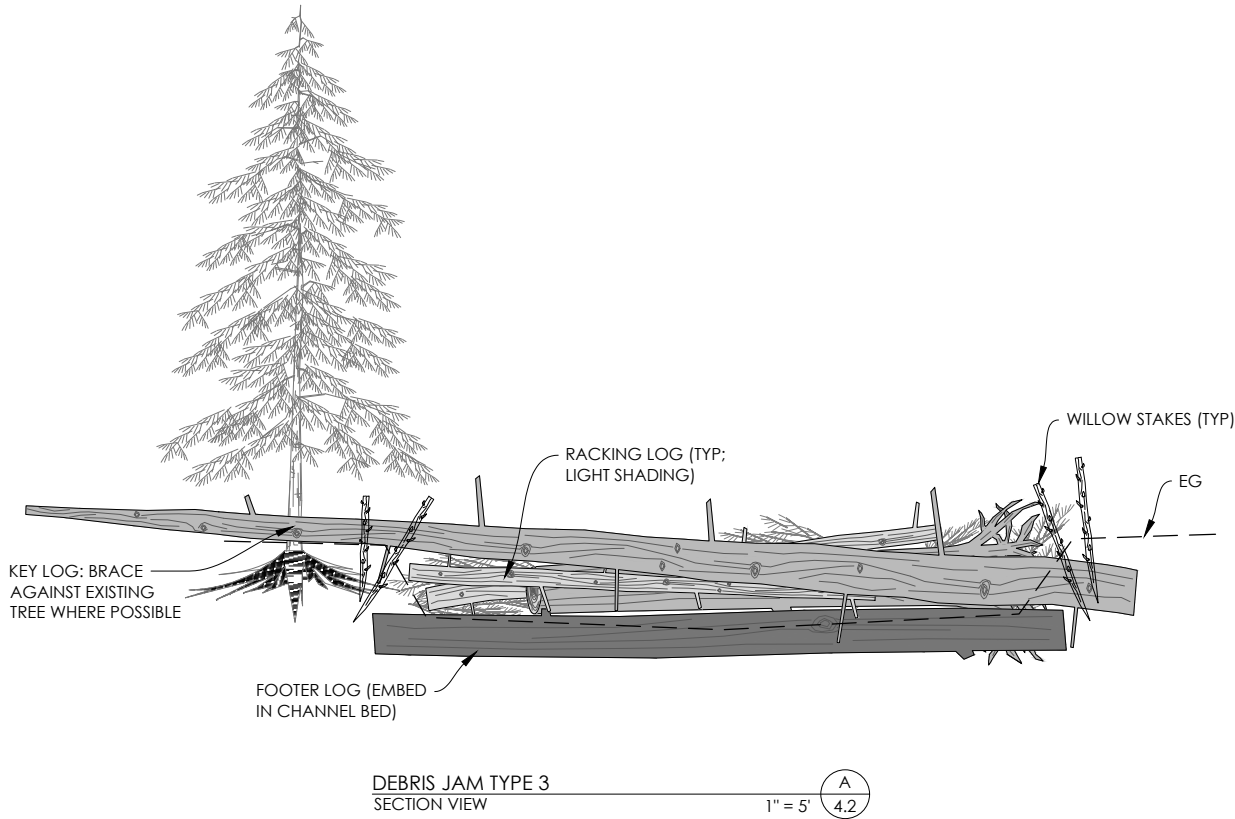 WILLOW STAKES (TYP)
RACKING LOG (TYP;
LIGHT SHADING)
EG
KEY LOG: BRACE
AGAINST EXISTING
TREE WHERE POSSIBLE
FOOTER LOG (EMBED
IN CHANNEL BED)
DEBRIS JAM TYPE 3
SECTION VIEW
1" = 5'
A
4.2